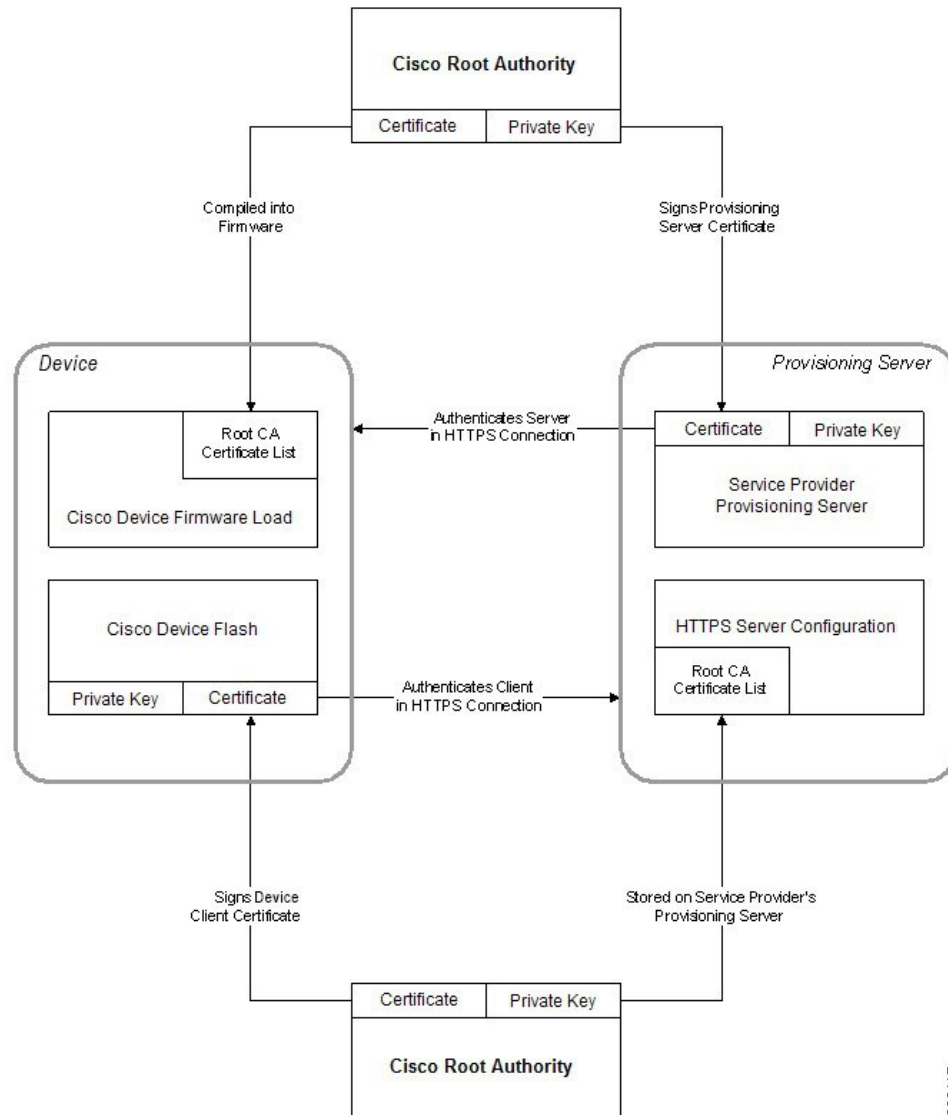 Cisco Root Authority
Certificate
Private Key
Compiled into
Firmware
Signs Provisioning
Server Certificate
Device
Provisioning Server
Root CA
Certificate List
Cisco Device Firmware Load
Authenticates Server
in HTTPS Connection
Certificate
Private Key
Service Provider
Provisioning Server
Cisco Device Flash
Private Key
Certificate
Authenticates Client
in HTTPS Connection
HTTPS Server Configuration
Root CA
Certificate List
Signs Device
Client Certificate
Stored on Service Provider's
Provisioning Server
Certificate
Private Key
Cisco Root Authority